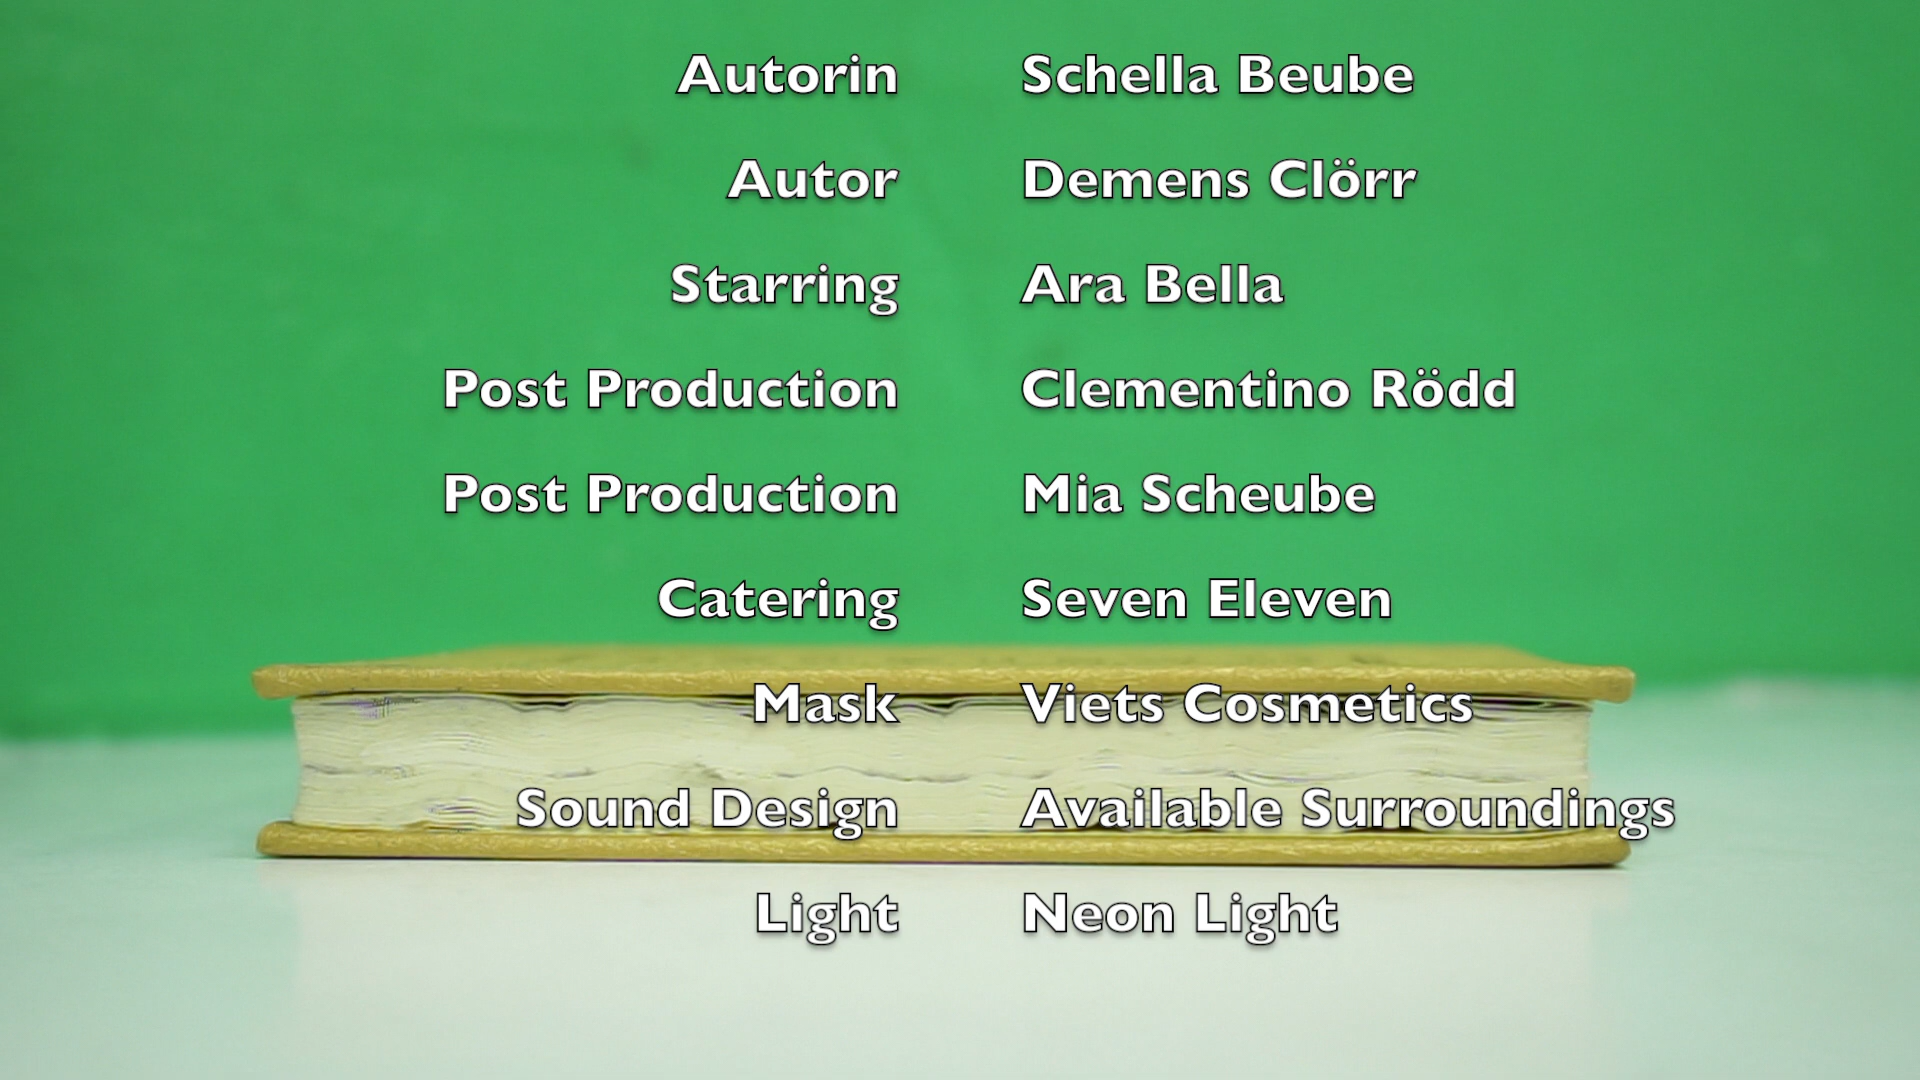 Autorin Schella Beube
Autor Demens Clörr
Starring Ara Bella
Post Production Clementino Rödd
Post Production Mia Scheube
Catering Seven Eleven
Mask Viets Cosmetics
Sound Design Available Surroundings
Light Neon Light